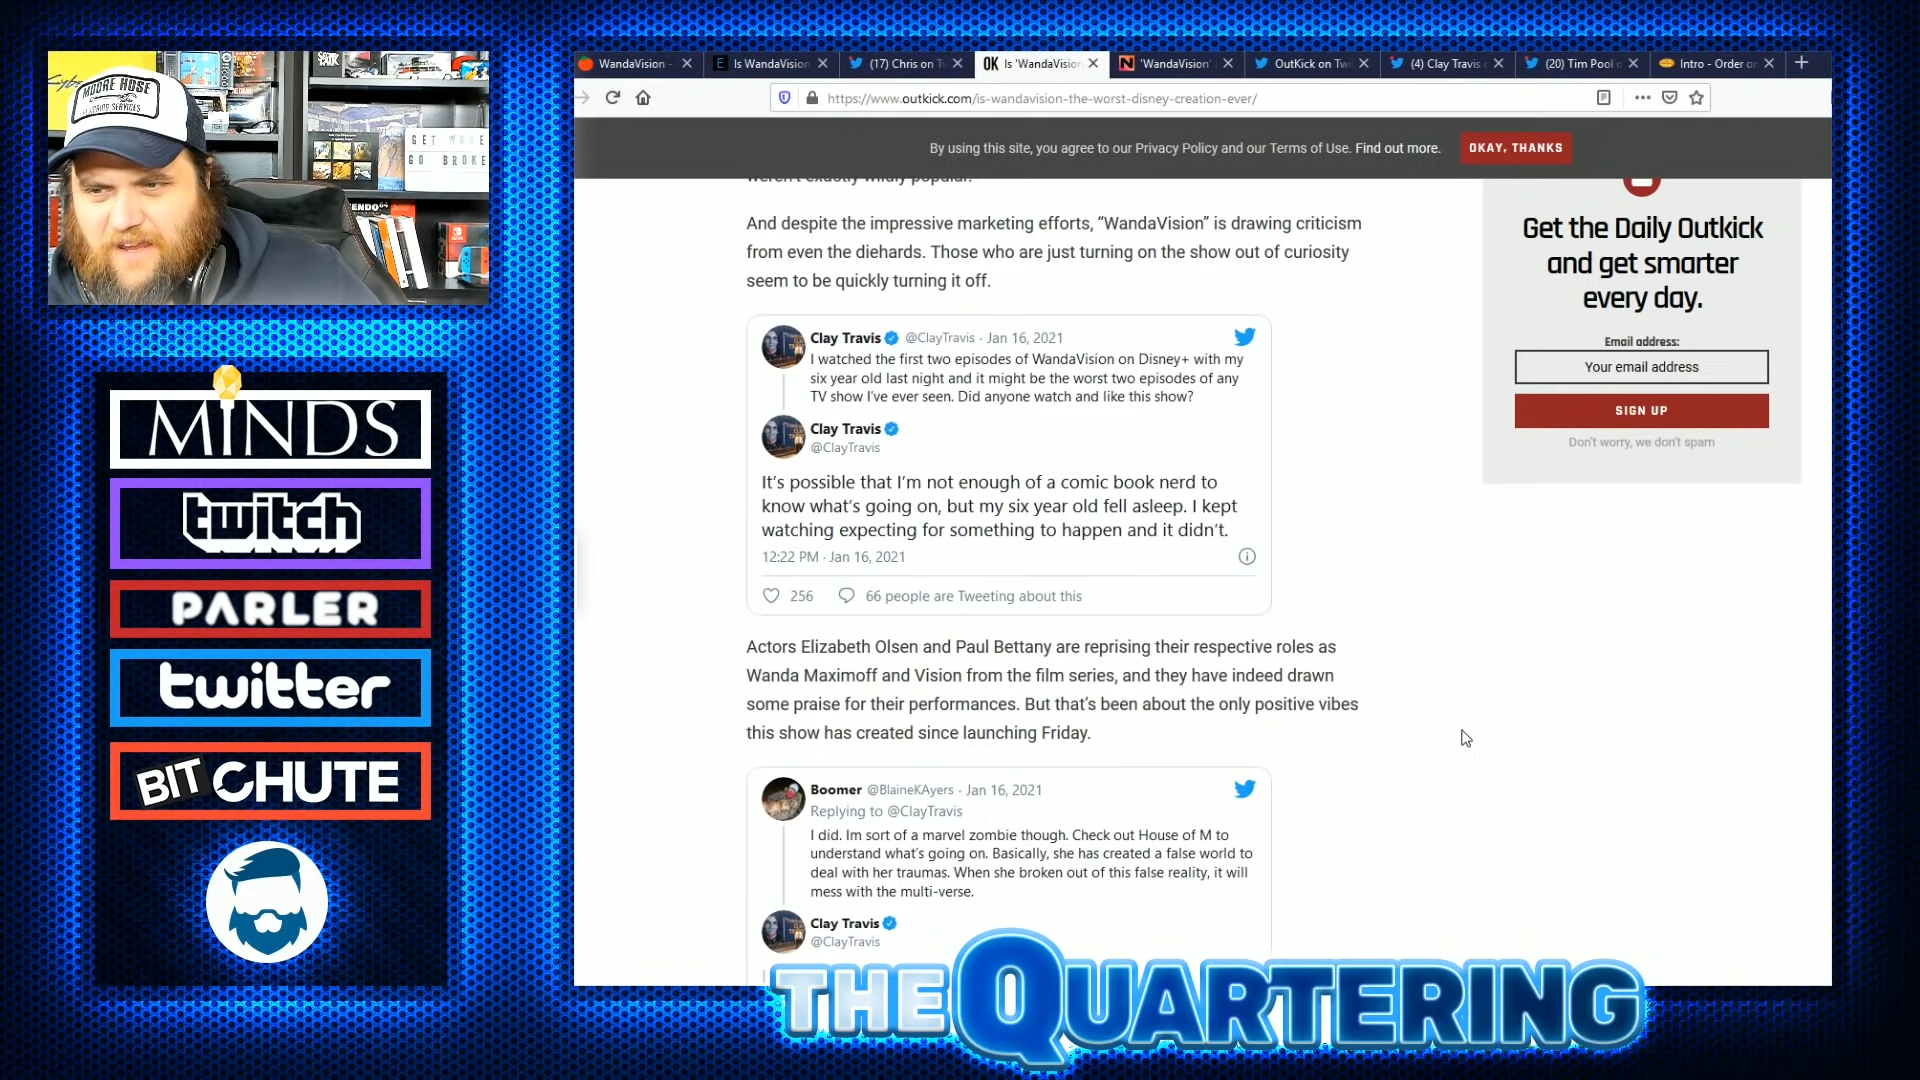 MOORE HOSE
GET WOKE
GO BROKE
MINDS
twitch
PARLER
twitter
BITCHUTE
WandaVision -
Is WandaVision
(17) Chris on Tw
Is 'WandaVision
'WandaVision'
OutKick on Twi
(4) Clay Travis o
(20) Tim Pool o
Intro - Order on
https://www.outkick.com/is-wandavision-the-worst-disney-creation-ever/
By using this site, you agree to our Privacy Policy and our Terms of Use. Find out more.
OKAY, THANKS
weren't exactly wildly popular.
And despite the impressive marketing efforts, “WandaVision” is drawing criticism
from even the diehards. Those who are just turning on the show out of curiosity
seem to be quickly turning it off.
Clay Travis @ClayTravis · Jan 16, 2021
I watched the first two episodes of WandaVision on Disney+ with my
six year old last night and it might be the worst two episodes of any
TV show I've ever seen. Did anyone watch and like this show?
Clay Travis
@ClayTravis
It's possible that I'm not enough of a comic book nerd to
know what's going on, but my six year old fell asleep. I kept
watching expecting for something to happen and it didn't.
12:22 PM · Jan 16, 2021
256
66 people are Tweeting about this
Actors Elizabeth Olsen and Paul Bettany are reprising their respective roles as
Wanda Maximoff and Vision from the film series, and they have indeed drawn
some praise for their performances. But that's been about the only positive vibes
this show has created since launching Friday.
Boomer @BlaineKAyers · Jan 16, 2021
Replying to @ClayTravis
I did. Im sort of a marvel zombie though. Check out House of M to
understand what's going on. Basically, she has created a false world to
deal with her traumas. When she broken out of this false reality, it will
mess with the multi-verse.
Clay Travis
@ClayTravis
Get the Daily Outkick
and get smarter
every day.
Email address:
Your email address
SIGN UP
Don't worry, we don't spam
THE QUARTERING